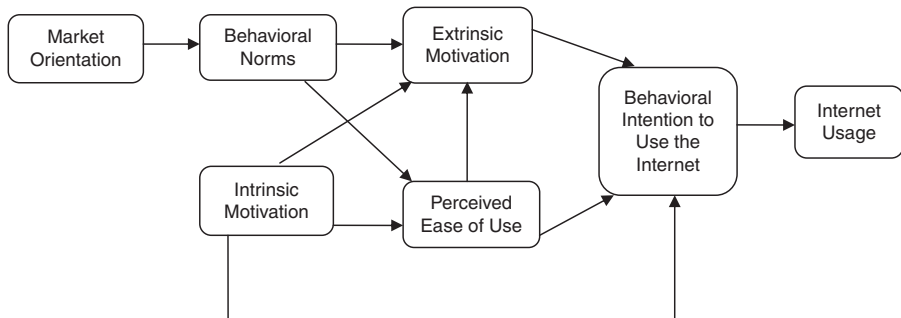 Market
Orientation
Behavioral
Norms
Extrinsic
Motivation
Behavioral
Intention to
Use the
Internet
Internet
Usage
Intrinsic
Motivation
Perceived
Ease of Use